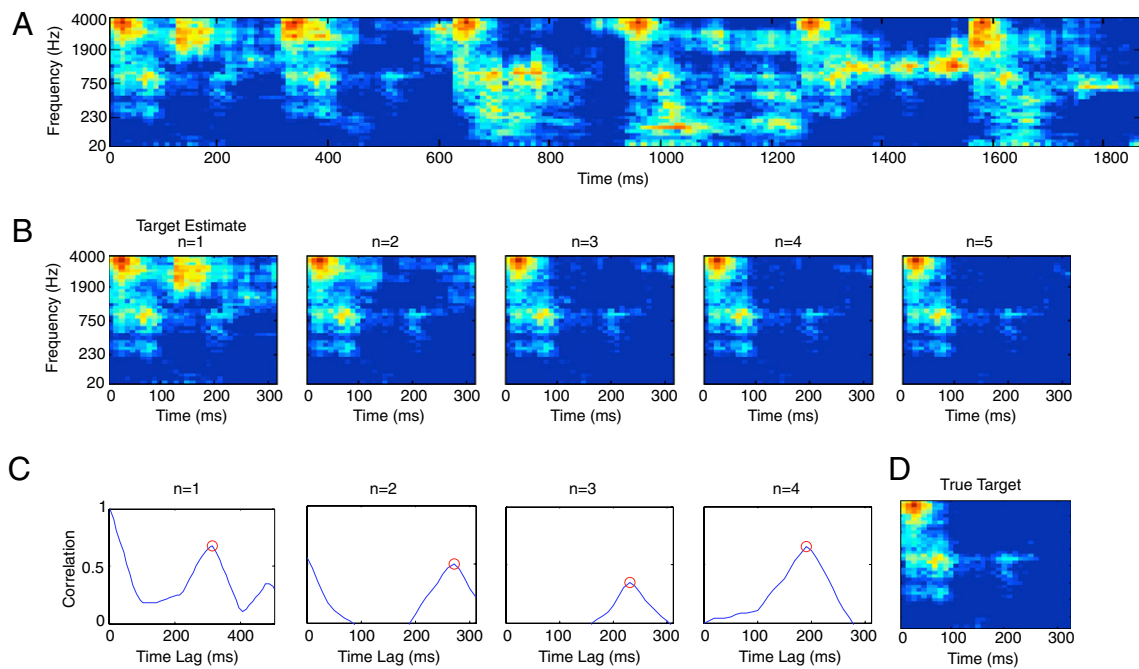 A
Frequency (Hz)
4000
1900
750
230
20
0 200 400 600 800 1000 1200 1400 1600 1800
Time (ms)
B
Target Estimate
n=1 n=2 n=3 n=4 n=5
Frequency (Hz)
4000
1900
750
230
20
0 100 200 300 0 100 200 300 0 100 200 300 0 100 200 300 0 100 200 300
Time (ms) Time (ms) Time (ms) Time (ms) Time (ms)
C
n=1 n=2 n=3 n=4
Correlation
1
0.5
0
0 200 400 0 100 200 300 0 100 200 300 0 100 200 300
Time Lag (ms) Time Lag (ms) Time Lag (ms) Time Lag (ms)
D
True Target
0 100 200 300
Time (ms)